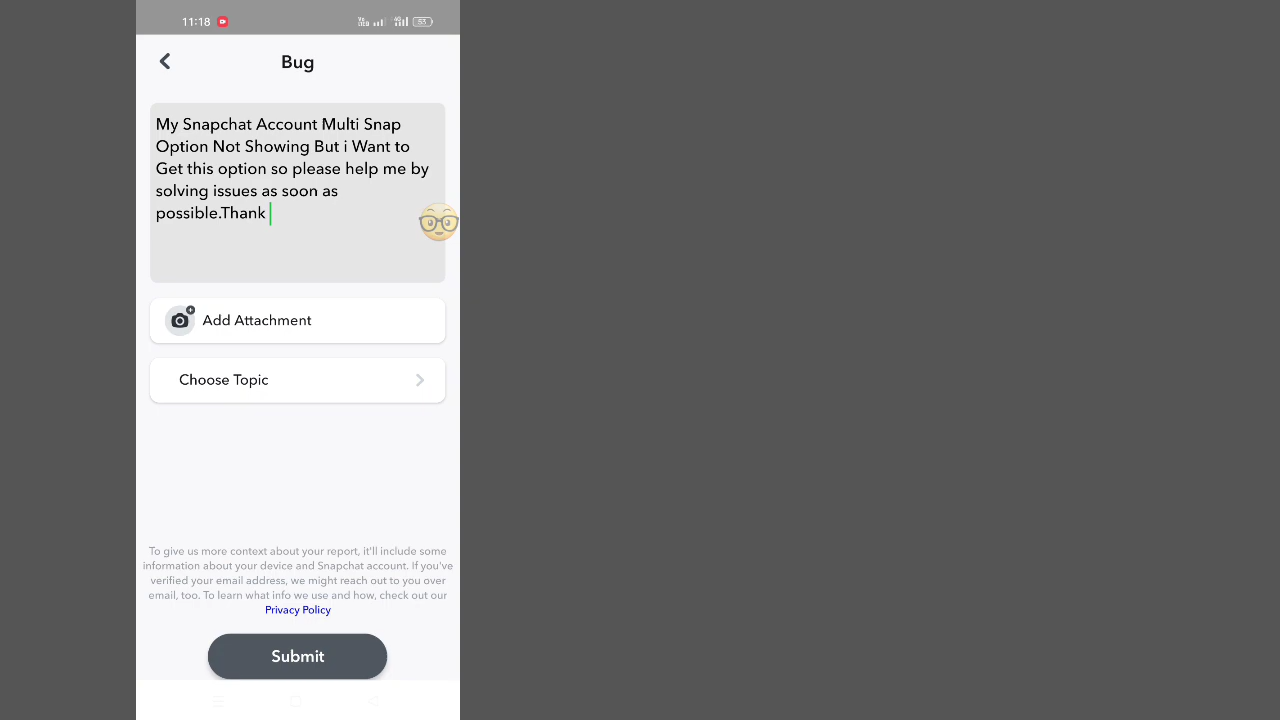 11:18
53
Bug
My Snapchat Account Multi Snap
Option Not Showing But i Want to
Get this option so please help me by
solving issues as soon as
possible.Thank
Add Attachment
Choose Topic
To give us more context about your report, it'll include some
information about your device and Snapchat account. If you've
verified your email address, we might reach out to you over
email, too. To learn what info we use and how, check out our
Privacy Policy
Submit